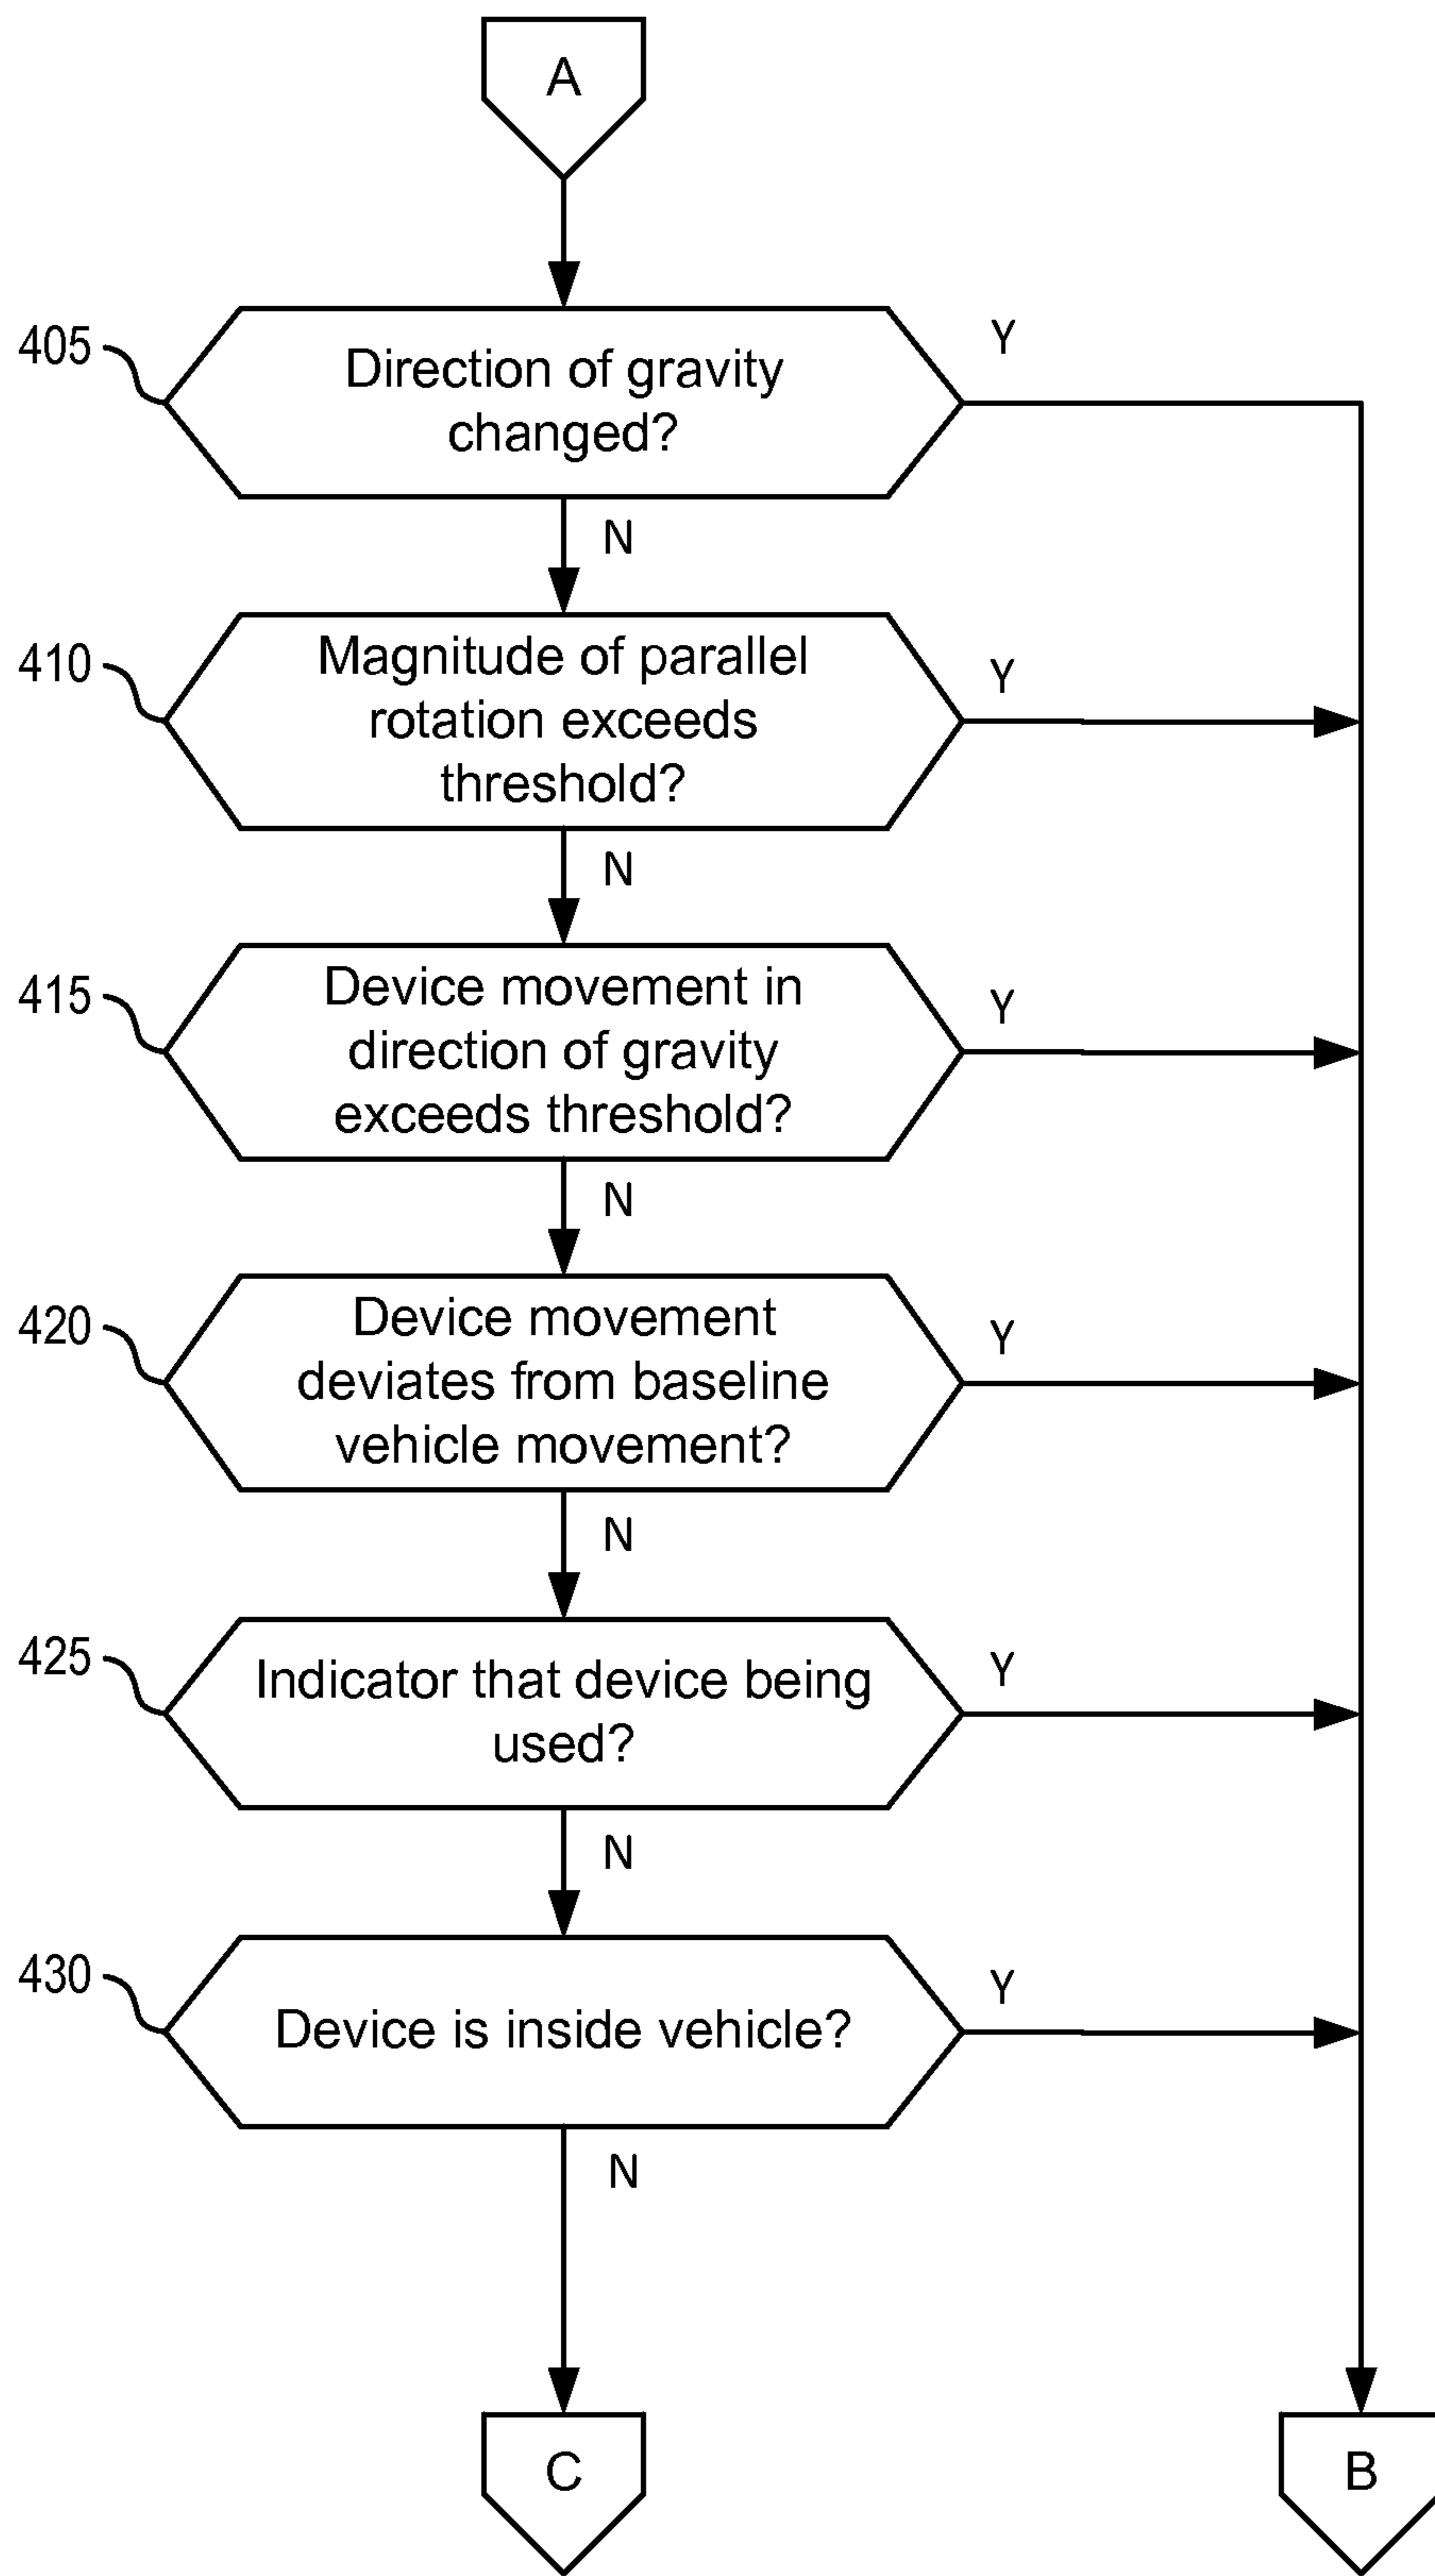 A
405
Direction of gravity
changed?
Y
N
410
Magnitude of parallel
rotation exceeds
threshold?
Y
N
415
Device movement in
direction of gravity
exceeds threshold?
Y
N
420
Device movement
deviates from baseline
vehicle movement?
Y
N
425
Indicator that device being
used?
Y
N
430
Device is inside vehicle?
Y
N
C
B